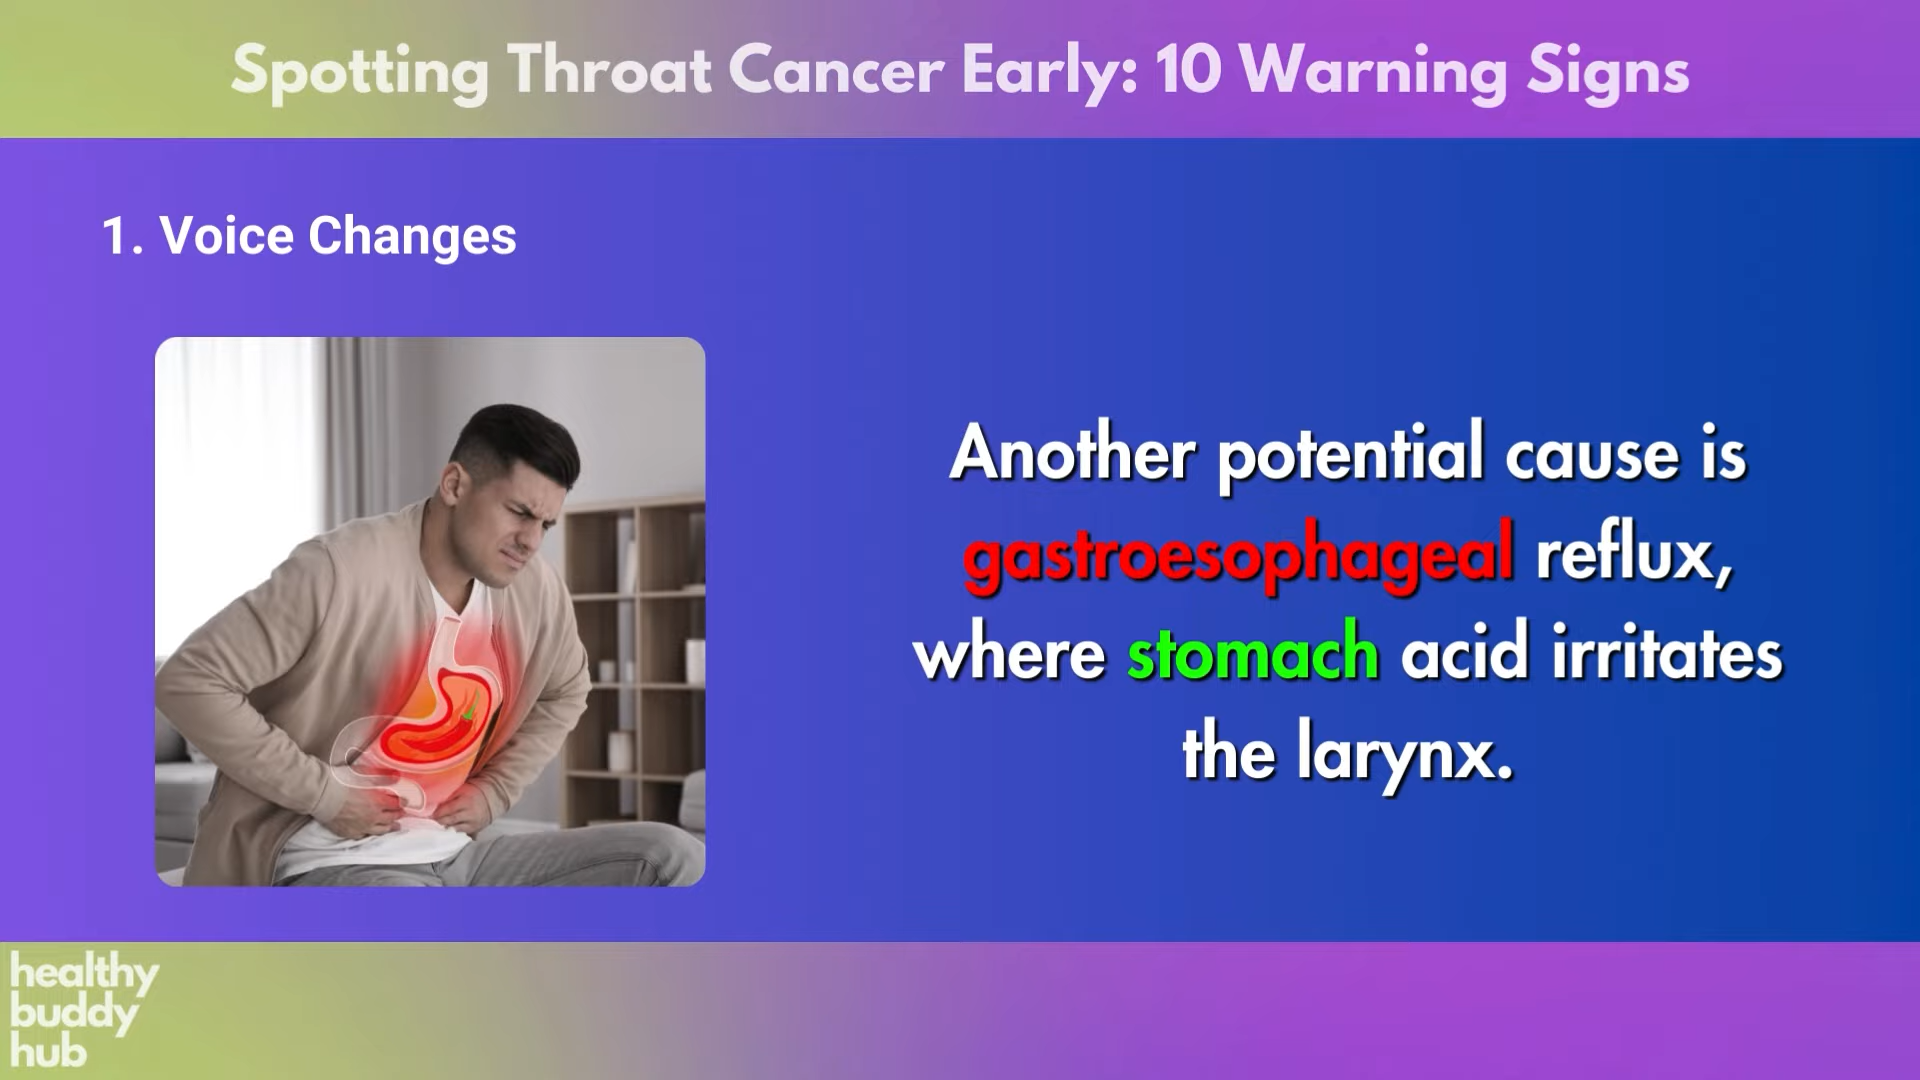 Spotting Throat Cancer Early: 10 Warning Signs
1. Voice Changes
Another potential cause is
gastroesophageal reflux,
where stomach acid irritates
the larynx.
healthy
buddy
hub